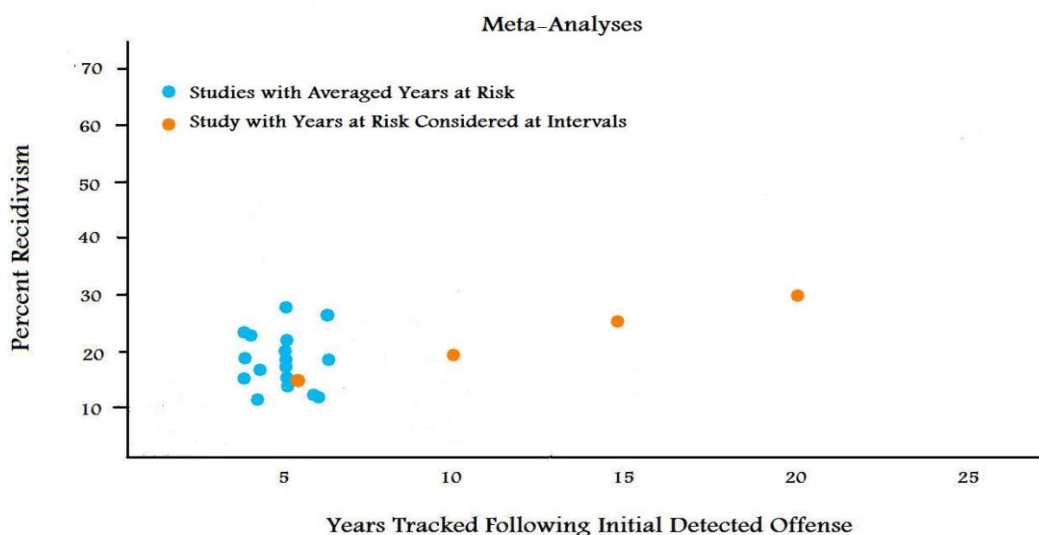 Meta-Analyses
70
Studies with Averaged Years at Risk
Study with Years at Risk Considered at Intervals
60
50
40
30
20
10
Percent Recidivism
5 10 15 20 25
Years Tracked Following Initial Detected Offense